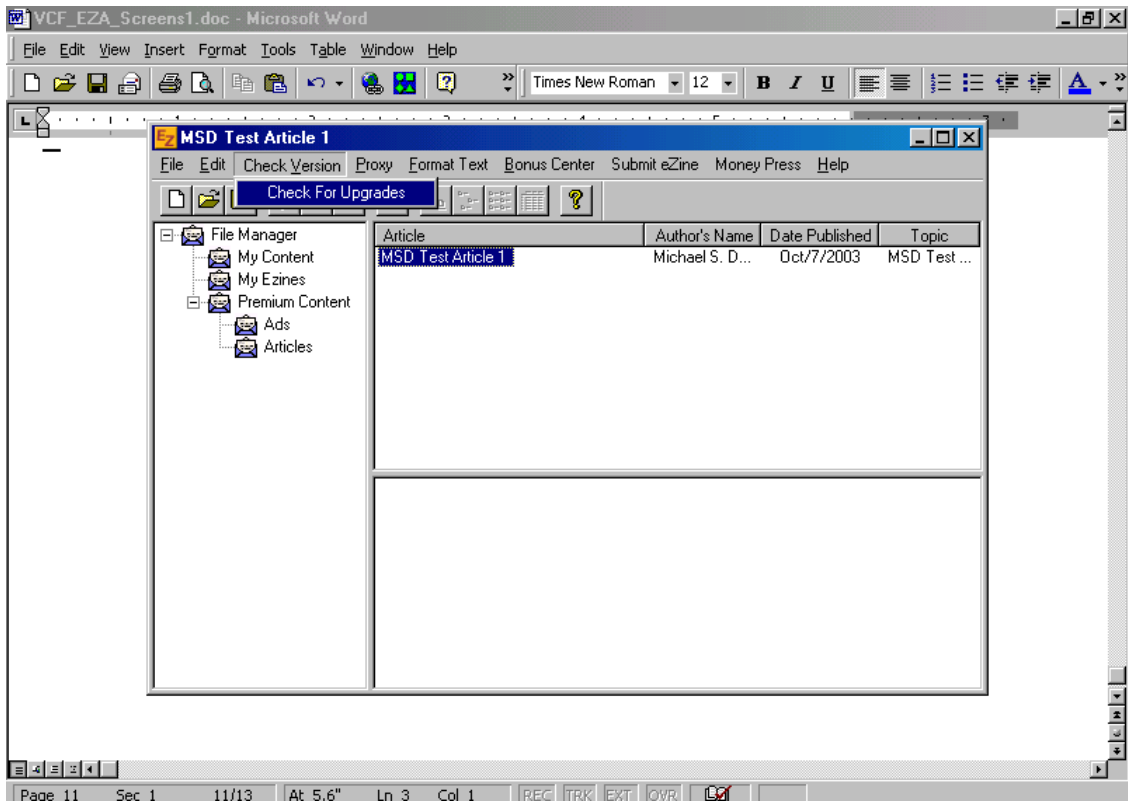 VCF_EZA_Screens1.doc - Microsoft Word
File Edit View Insert Format Tools Table Window Help
Times New Roman 12 B I U A
EZ MSD Test Article 1
File Edit Check Version Proxy Format Text Bonus Center Submit eZine Money Press Help
Check For Upgrades
File Manager
My Content
My Ezines
Premium Content
Ads
Articles
Article Author's Name Date Published Topic
MSD Test Article 1 Michael S. D... Oct/7/2003 MSD Test ...
Page 11 Sec 1 11/13 At 5.6" Ln 3 Col 1 REC TRK EXT OVR